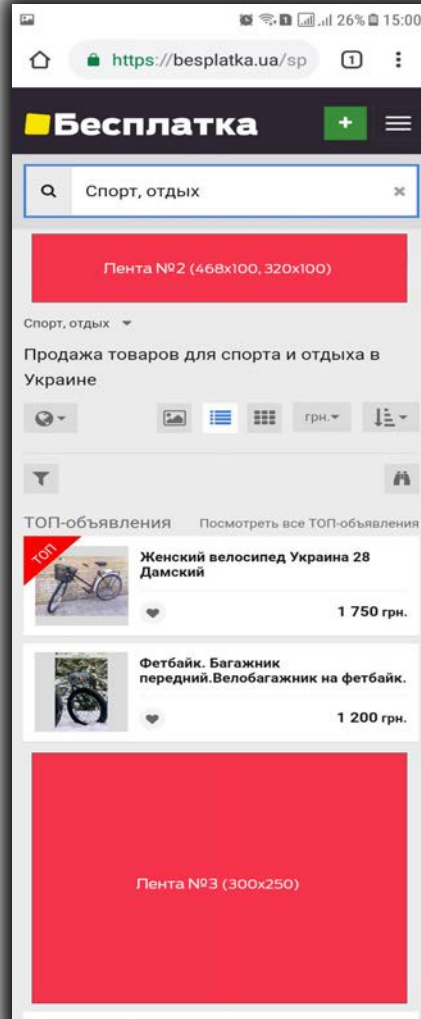 26% 15:00
https://besplatka.ua/sp
1
Бесплатка
+
Спорт, отдых
Лента №2 (468x100, 320x100)
Спорт, отдых
Продажа товаров для спорта и отдыха в
Украине
грн.
ТОП-объявления Посмотреть все ТОП-объявления
ТОП
Женский велосипед Украина 28
Дамский
1 750 грн.
Фетбайк. Багажник
передний.Велобагажник на фетбайк.
1 200 грн.
Лента №3 (300x250)